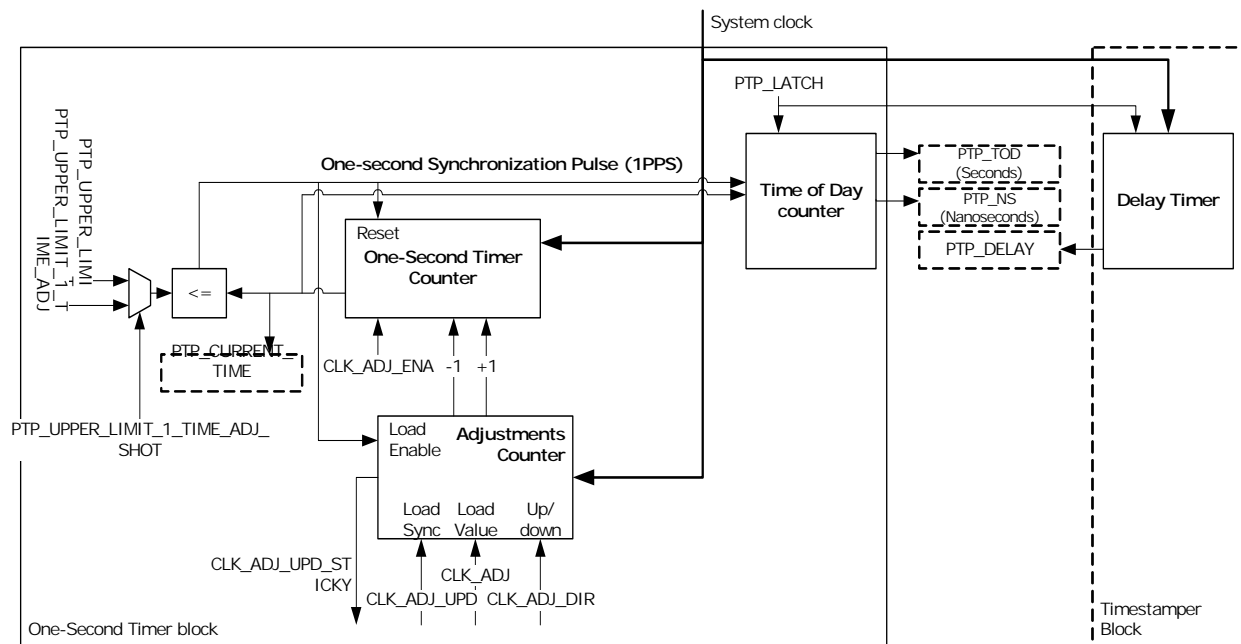 System clock
PTP_LATCH
PTP_UPPER_LIMI
T
PTP_UPPER_LIMIT_1_T
IME_ADJ
One-second Synchronization Pulse (1PPS)
Time of Day
counter
PTP_TOD
(Seconds)
PTP_NS
(Nanoseconds)
PTP_DELAY
Delay Timer
Reset
One-Second Timer
Counter
<=
PTP_CURRENT_
TIME
CLK_ADJ_ENA
-1
+1
PTP_UPPER_LIMIT_1_TIME_ADJ_
SHOT
Load
Enable
Adjustments
Counter
Load
Sync
Load
Value
Up/
down
CLK_ADJ_UPD_ST
ICKY
CLK_ADJ
CLK_ADJ_UPD
CLK_ADJ_DIR
One-Second Timer block
Timestamper
Block